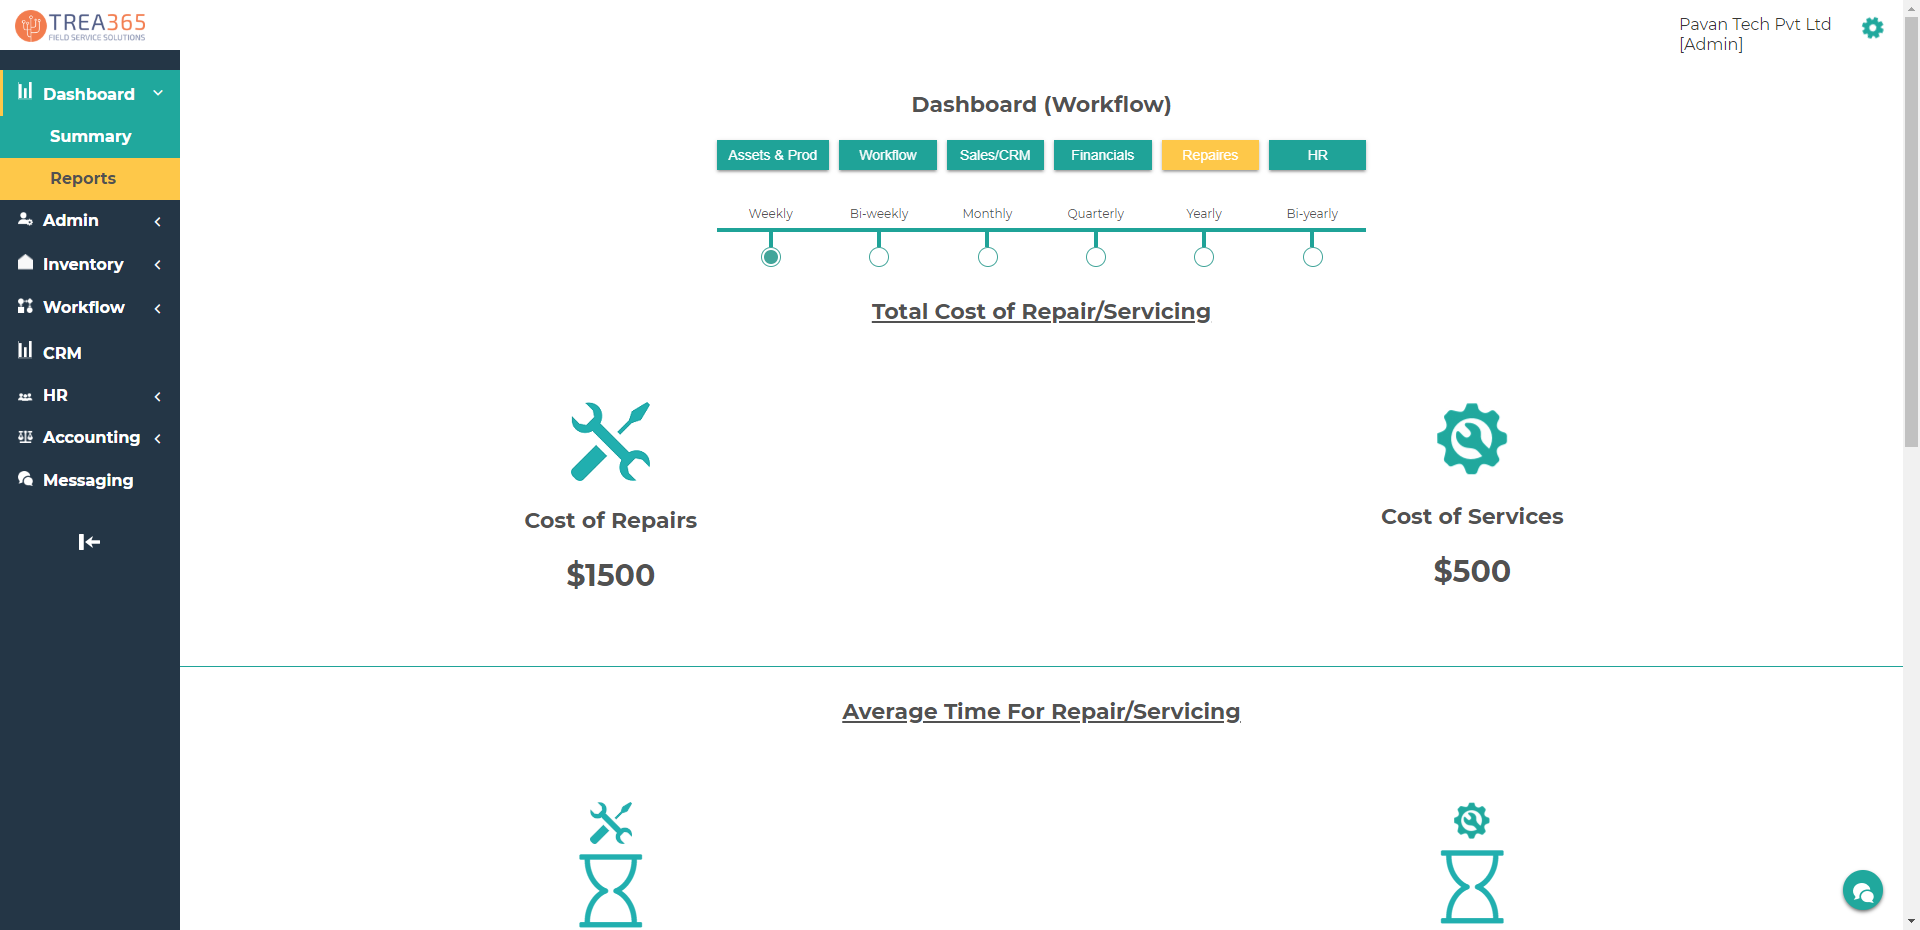 TREA365
FIELD SERVICE SOLUTIONS
Pavan Tech Pvt Ltd
[Admin]
Dashboard
Summary
Reports
Admin
Inventory
Workflow
CRM
HR
Accounting
Messaging
Dashboard (Workflow)
Assets & Prod Workflow Sales/CRM Financials Repaires HR
Weekly Bi-weekly Monthly Quarterly Yearly Bi-yearly
Total Cost of Repair/Servicing
Cost of Repairs
$1500
Cost of Services
$500
Average Time For Repair/Servicing